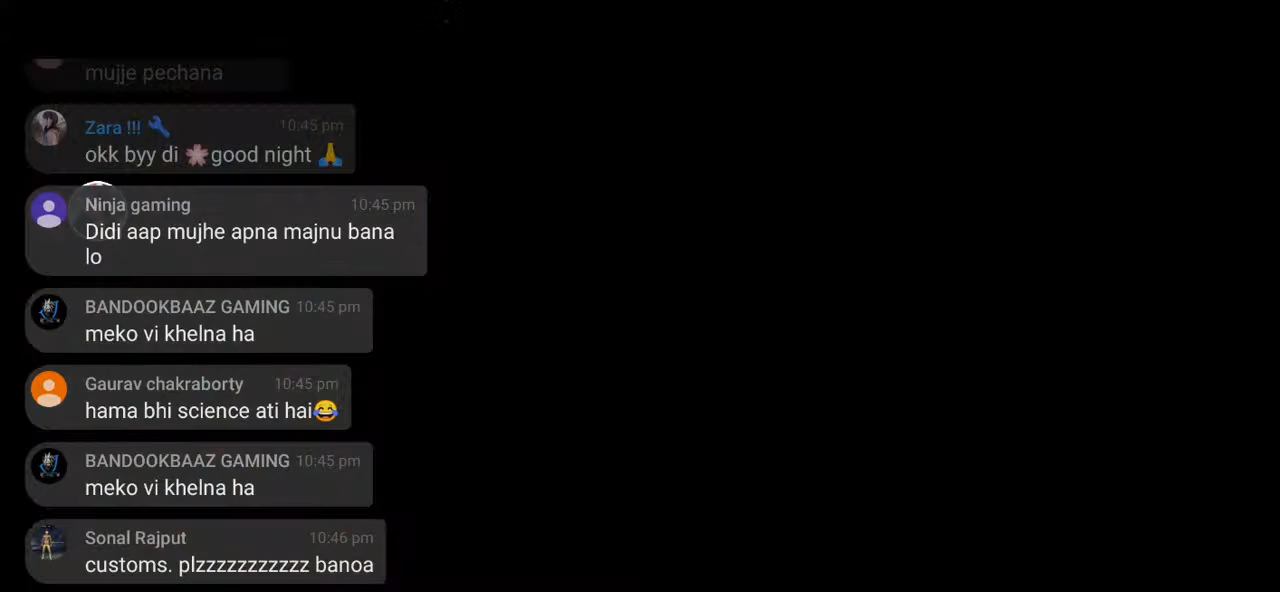 mujje pechana
Zara !!! 🔧 10:45 pm
okk byy di 🌸good night 🙏
Ninja gaming 10:45 pm
Didi aap mujhe apna majnu bana
lo
BANDOOKBAAZ GAMING 10:45 pm
meko vi khelna ha
Gaurav chakraborty 10:45 pm
hama bhi science ati hai😂
BANDOOKBAAZ GAMING 10:45 pm
meko vi khelna ha
Sonal Rajput 10:46 pm
customs. plzzzzzzzzzzz banoa